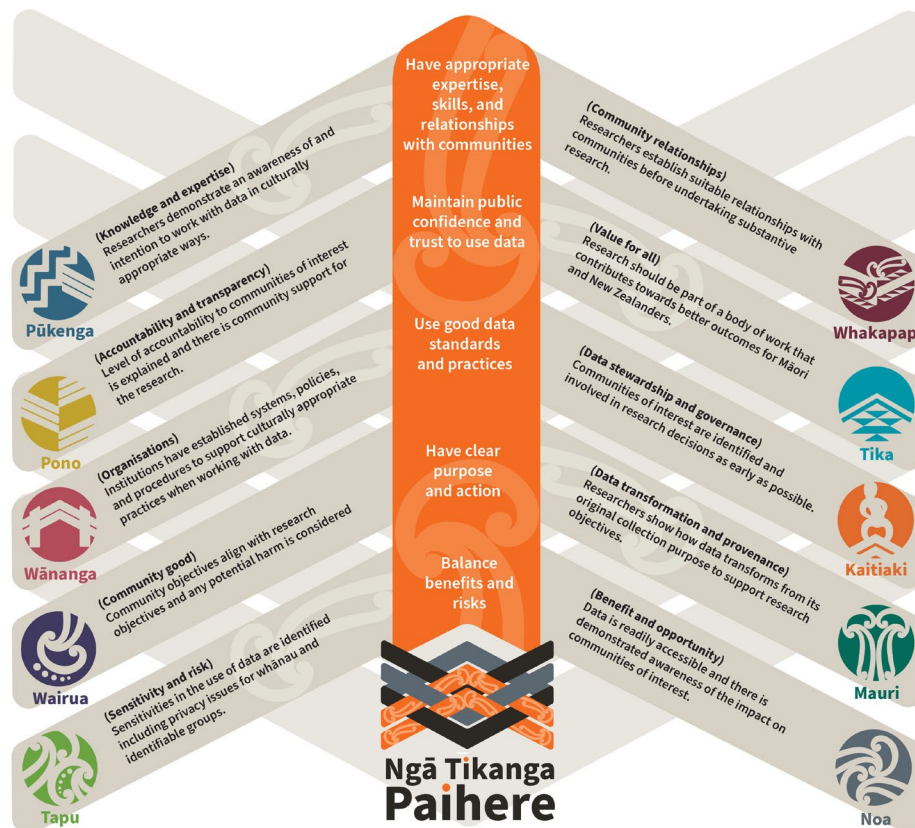 Have appropriate
expertise,
skills, and
relationships
with communities
Maintain public
confidence and
trust to use data
Use good data
standards
and practices
Have clear
purpose
and action
Balance
benefits and
risks
(Knowledge and expertise)
Researchers demonstrate an awareness of and
intention to work with data in culturally
appropriate ways.
Pūkenga
(Accountability and transparency)
Level of accountability to communities of interest
is explained and there is community support for
the research.
Pono
(Organisations)
Institutions have established systems, policies,
and procedures to support culturally appropriate
practices when working with data.
Wānanga
(Community good)
Community objectives align with research
objectives and any potential harm is considered
Wairua
(Sensitivity and risk)
Sensitivities in the use of data are identified
including privacy issues for whānau and
identifiable groups.
Tapu
(Community relationships)
Researchers establish suitable relationships with
communities before undertaking substantive
research.
Whakapap
(Value for all)
Research should be part of a body of work that
contributes towards better outcomes for Māori
and New Zealanders.
Tika
(Data stewardship and governance)
Communities of interest are identified and
involved in research decisions as early as possible.
Kaitiaki
(Data transformation and provenance)
Researchers show how data transforms from its
original collection purpose to support research
objectives.
Mauri
(Benefit and opportunity)
Data is readily accessible and there is
demonstrated awareness of the impact on
communities of interest.
Noa
Ngā Tikanga
Paihere